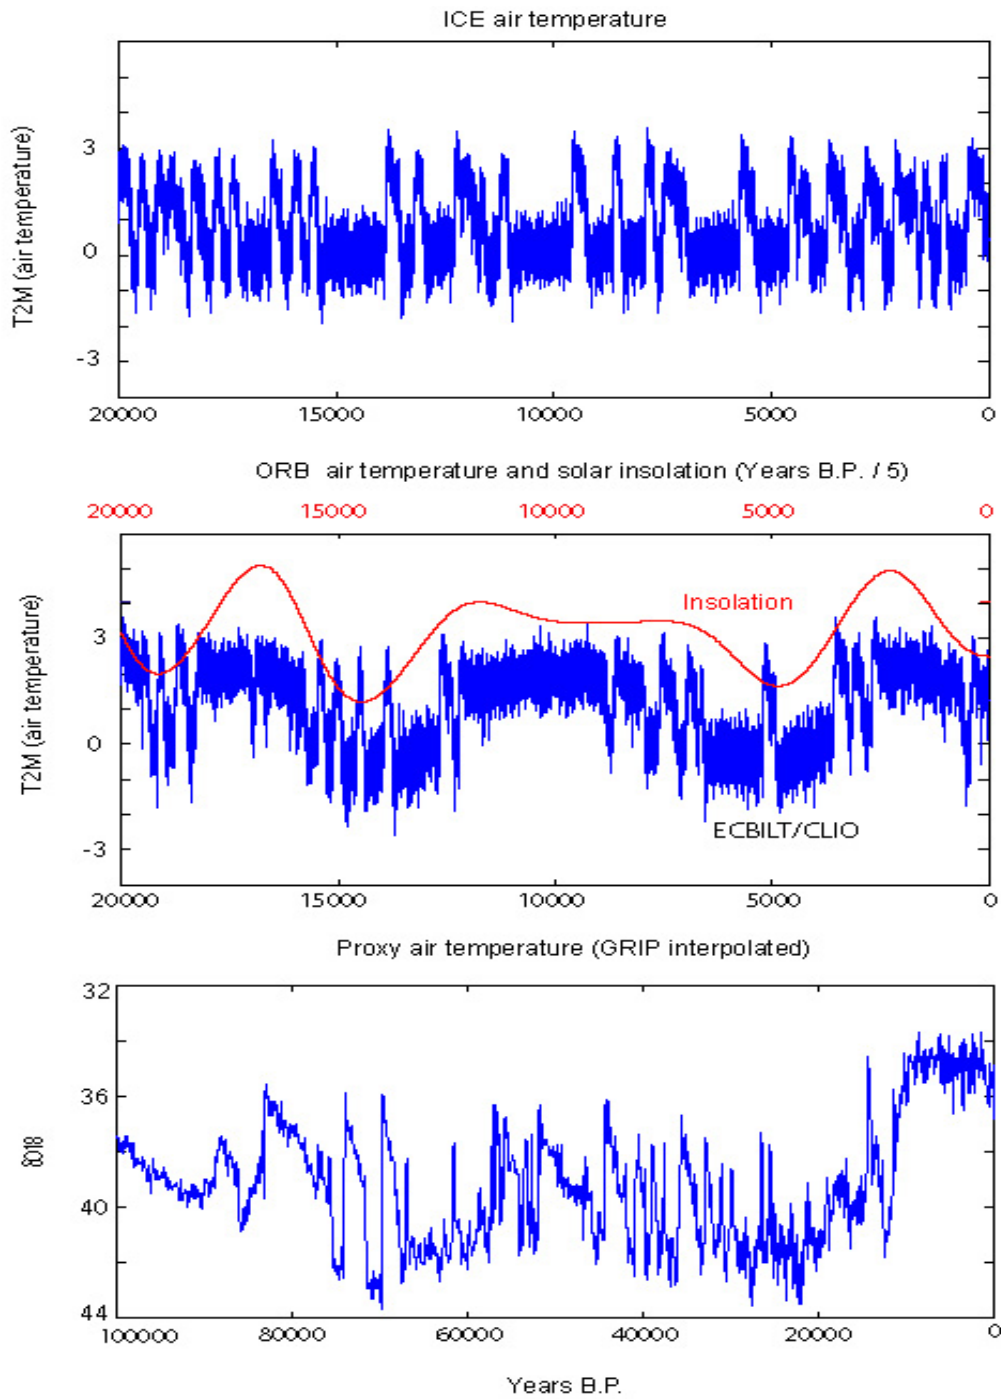 ICE air temperature
T2M (air temperature)
3
0
-3
20000 15000 10000 5000 0
ORB air temperature and solar insolation (Years B.P. / 5)
20000 15000 10000 5000 0
T2M (air temperature)
3
Insolation
0
ECBILT/CLIO
-3
20000 15000 10000 5000 0
Proxy air temperature (GRIP interpolated)
32
36
8018
40
44
100000 80000 60000 40000 20000 0
Years B.P.